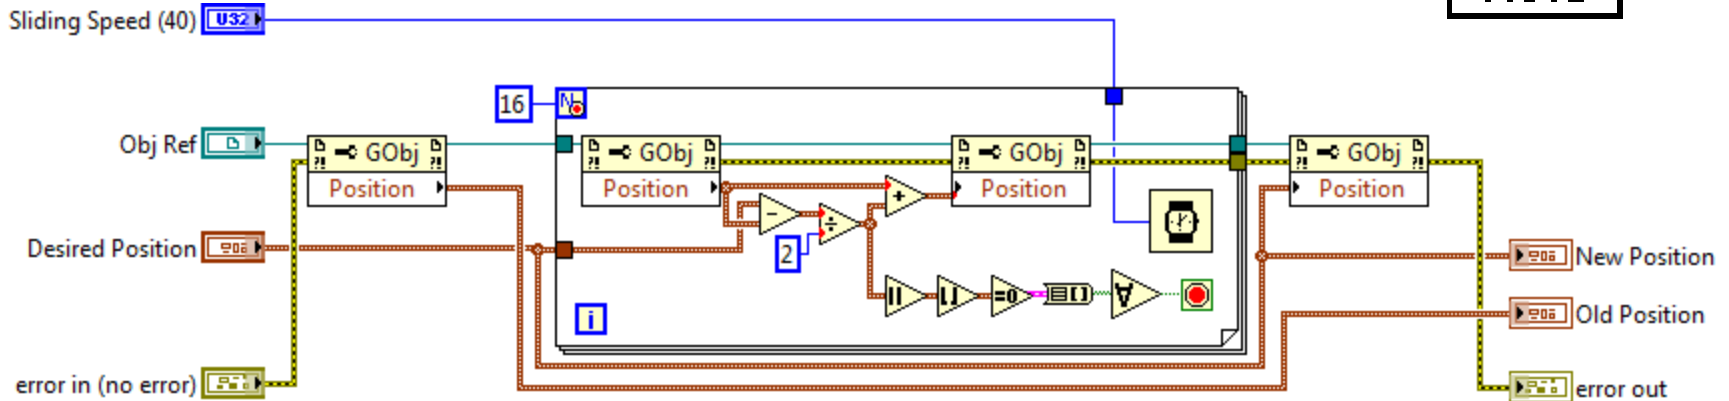 Sliding Speed (40) U32
16 N
Obj Ref GObj GObj GObj GObj
Position Position Position Position
2
Desired Position
New Position
=0
Old Position
i
error in (no error) error out